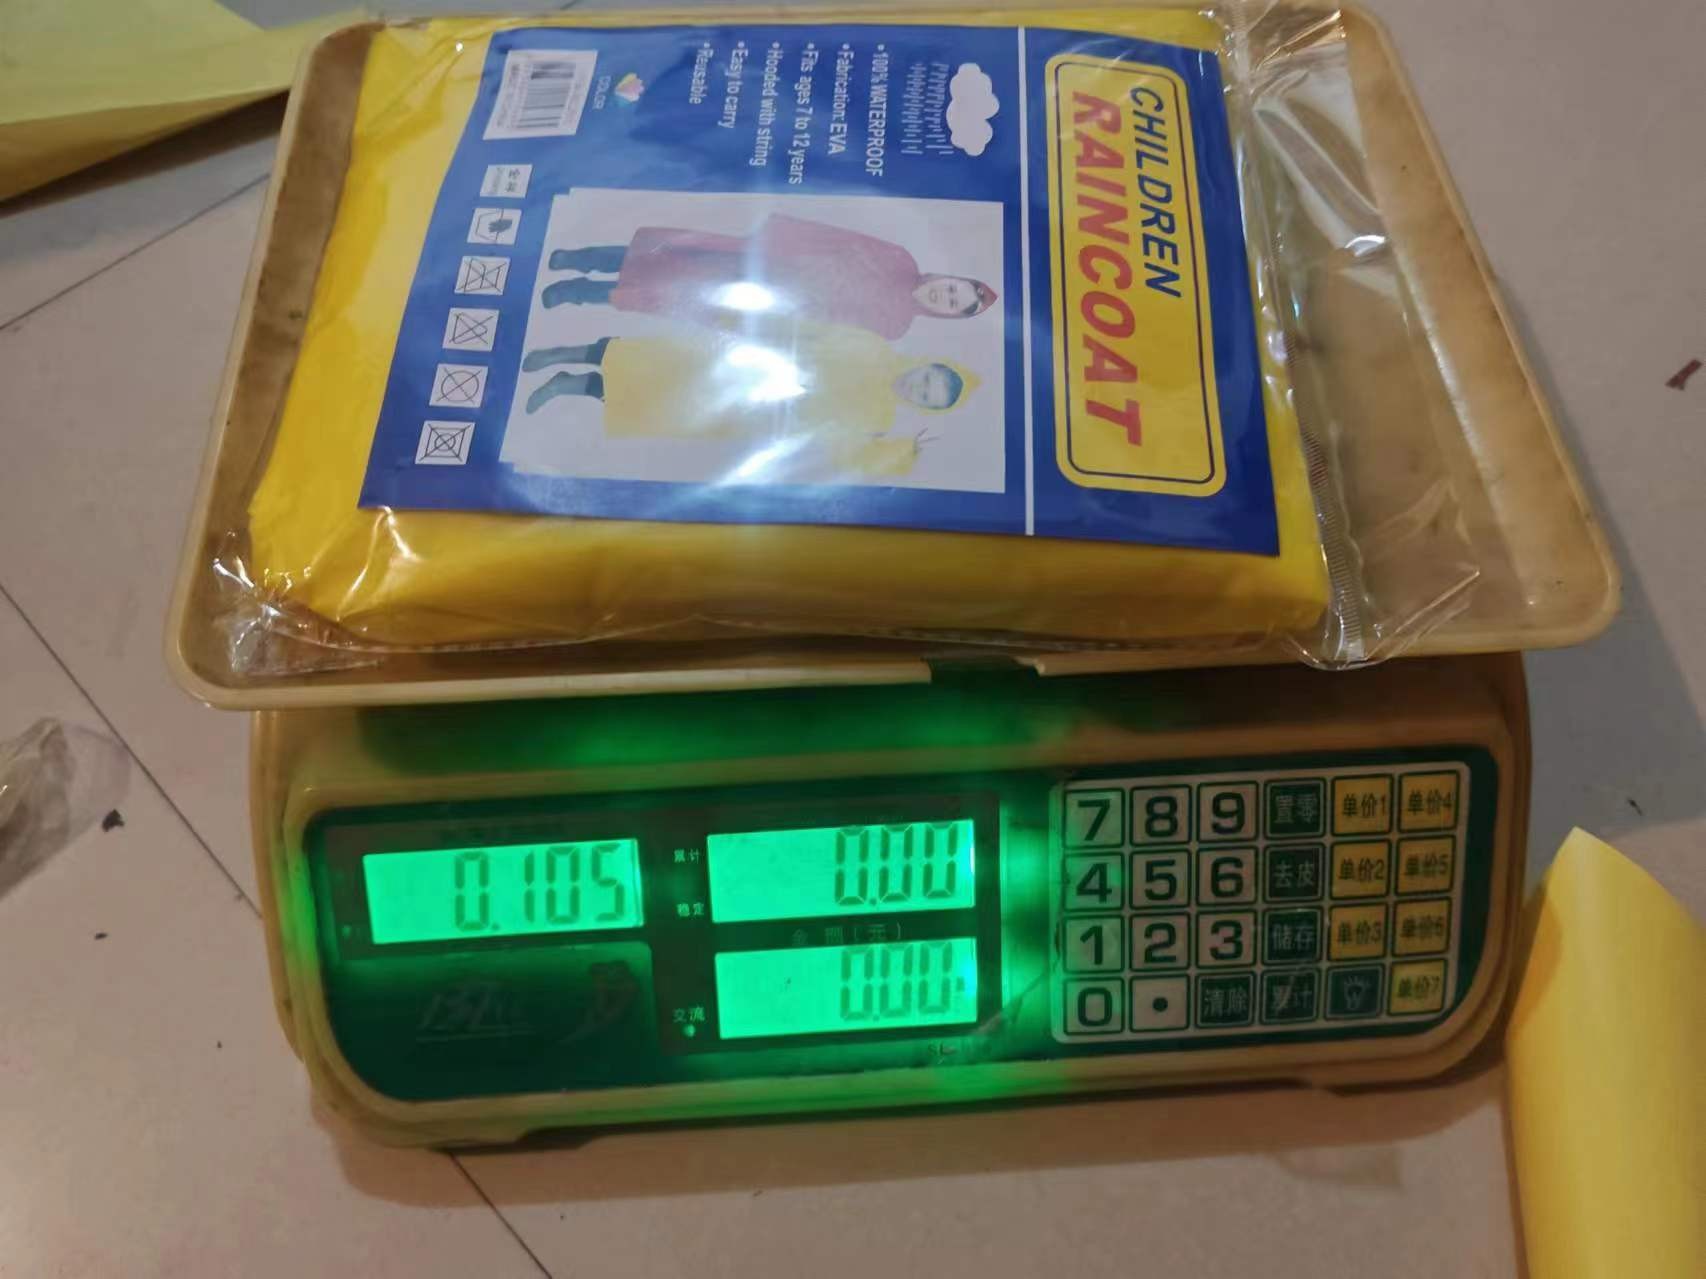 CHILDREN
RAINCOAT
•100% WATERPROOF
•Fabrication: EVA
•Fits ages 7 to 12 years
•Hooded with string
•Easy to carry
•Reusable
COLOR
0.105
累计
稳定
0.00
金额(元)
交流
0.00
7 8 9 置零 单价1 单价4
4 5 6 去皮 单价2 单价5
1 2 3 储存 单价3 单价6
0 • 清除 累计 单价7